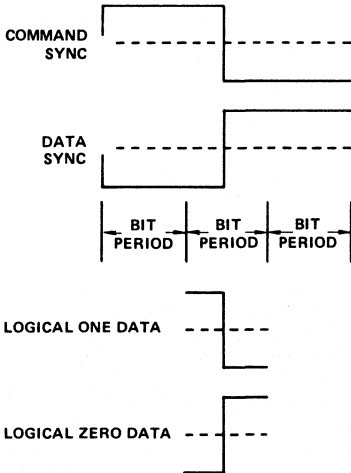 COMMAND
SYNC
DATA
SYNC
BIT
PERIOD
BIT
PERIOD
BIT
PERIOD
LOGICAL ONE DATA
LOGICAL ZERO DATA